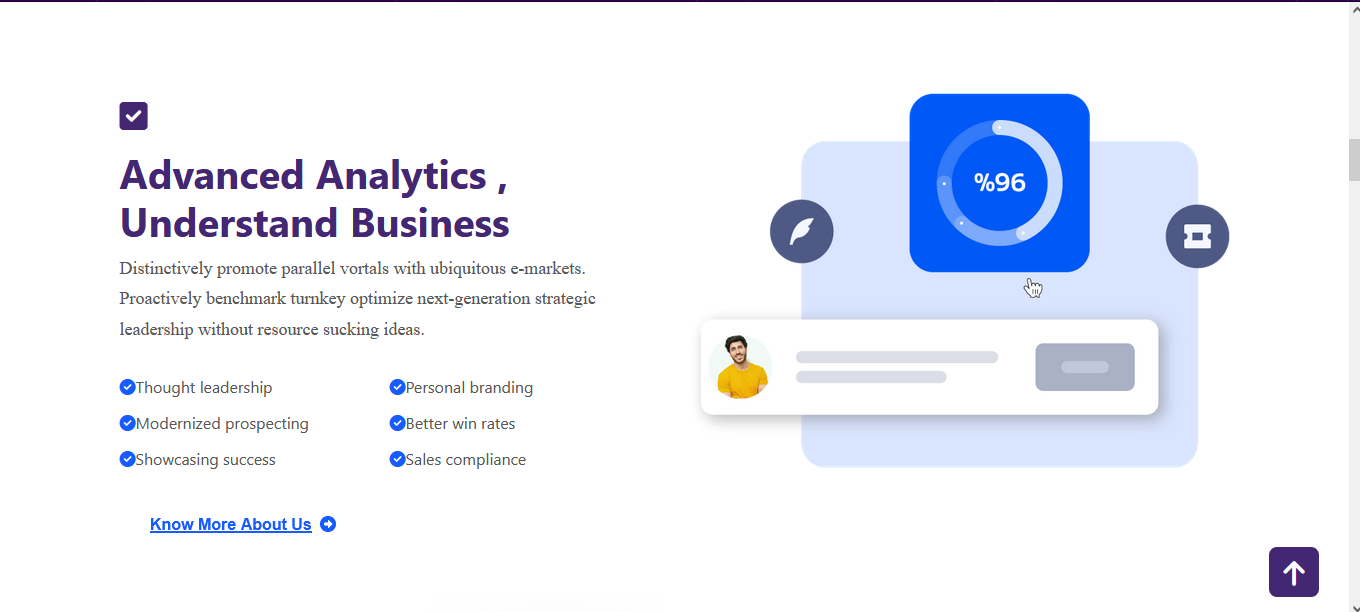 Advanced Analytics ,
Understand Business
Distinctively promote parallel vortals with ubiquitous e-markets.
Proactively benchmark turnkey optimize next-generation strategic
leadership without resource sucking ideas.
Thought leadership
Personal branding
Modernized prospecting
Better win rates
Showcasing success
Sales compliance
Know More About Us
%96